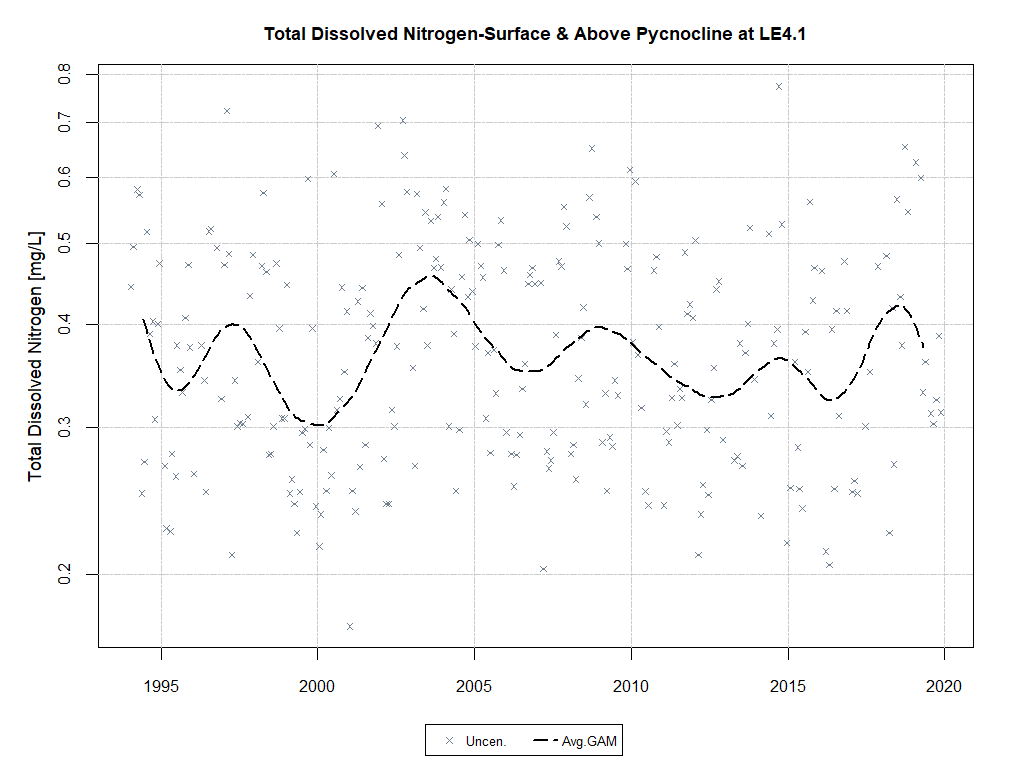 Total Dissolved Nitrogen-Surface & Above Pycnocline at LE4.1
Total Dissolved Nitrogen [mg/L]
0.8
0.7
0.6
0.5
0.4
0.3
0.2
1995 2000 2005 2010 2015 2020
Uncen. Avg.GAM